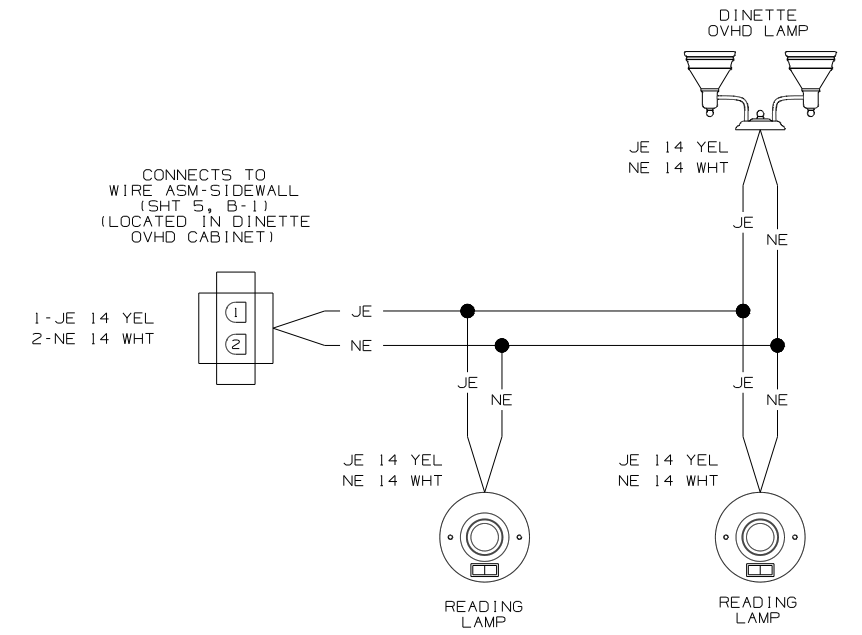 DINETTE
OVHD LAMP
JE 14 YEL
NE 14 WHT
CONNECTS TO
WIRE ASM-SIDEWALL
(SHT 5, B-1)
(LOCATED IN DINETTE
OVHD CABINET)
JE
NE
1-JE 14 YEL
2-NE 14 WHT
1
2
JE
NE
JE
NE
JE
NE
JE 14 YEL
NE 14 WHT
JE 14 YEL
NE 14 WHT
READING
LAMP
READING
LAMP